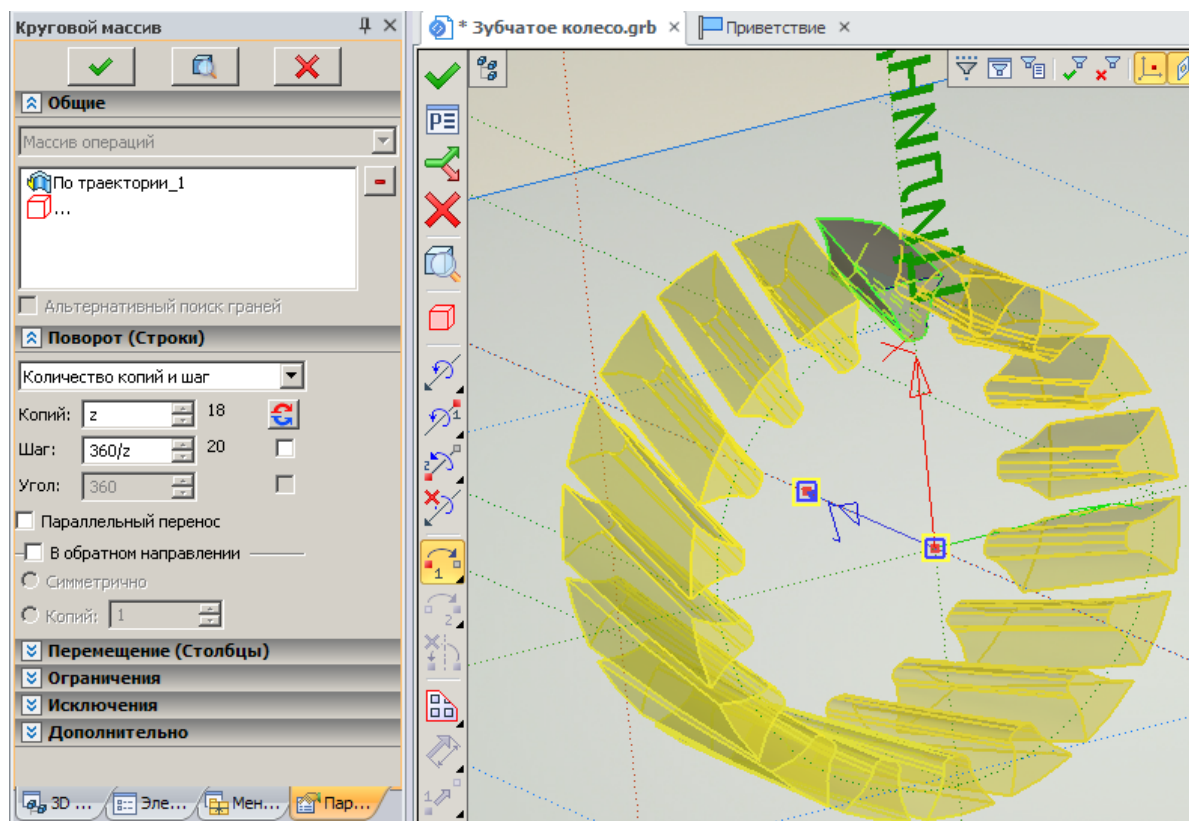 Круговой массив
* Зубчатое колесо.grb
Приветствие
Общие
Массив операций
По траектории_1
...
Альтернативный поиск граней
Поворот (Строки)
Количество копий и шаг
Копий: z 18
Шаг: 360/z 20
Угол: 360
Параллельный перенос
В обратном направлении
Симметрично
Копий: 1
Перемещение (Столбцы)
Ограничения
Исключения
Дополнительно
3D ...
Эле...
Мен...
Пар...